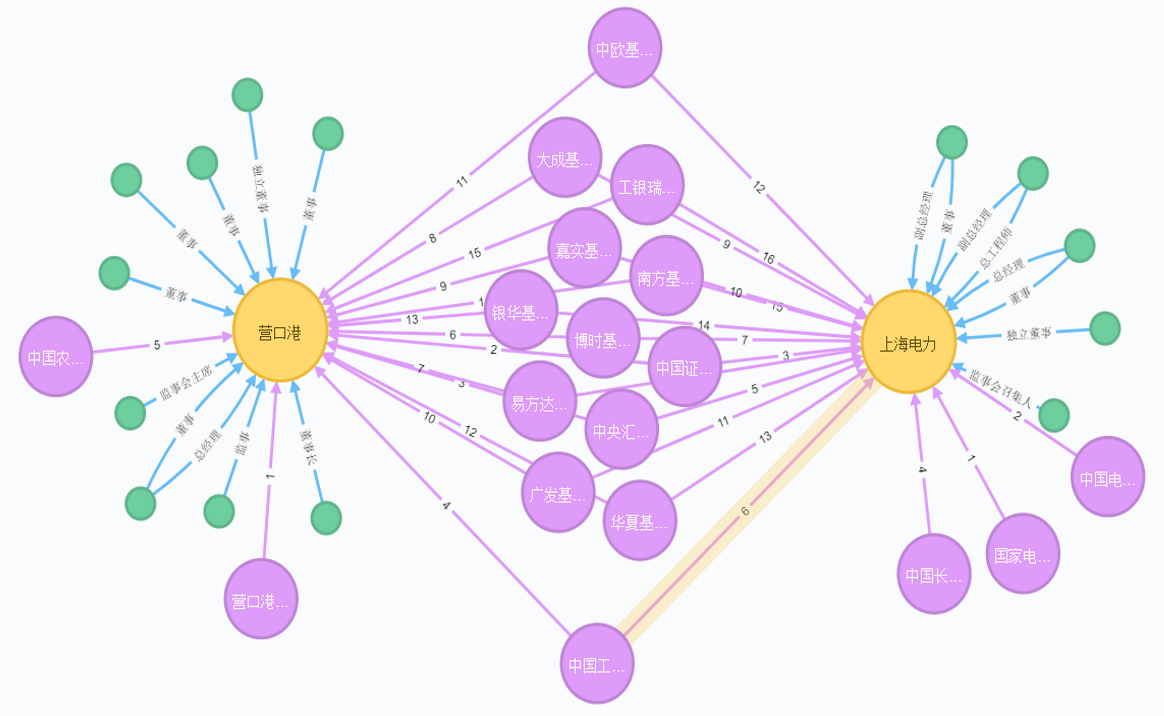 中欧基...
大成基...
工银瑞...
嘉实基...
南方基...
银华基...
博时基...
中国证...
易方达...
中央汇...
广发基...
华夏基...
中国工...
营口港
上海电力
中国农...
营口港...
中国长...
国家电...
中国电...
独立董事
董事
董事
董事
董事
监事会主席
董事
总经理
监事
董事长
副总经理
董事
副总经理
总工程师
总经理
董事
独立董事
监事会召集人
11
12
8
15
9
16
9
10
15
13
14
6
7
2
3
7
3
5
10
12
11
13
4
6
5
1
4
1
2